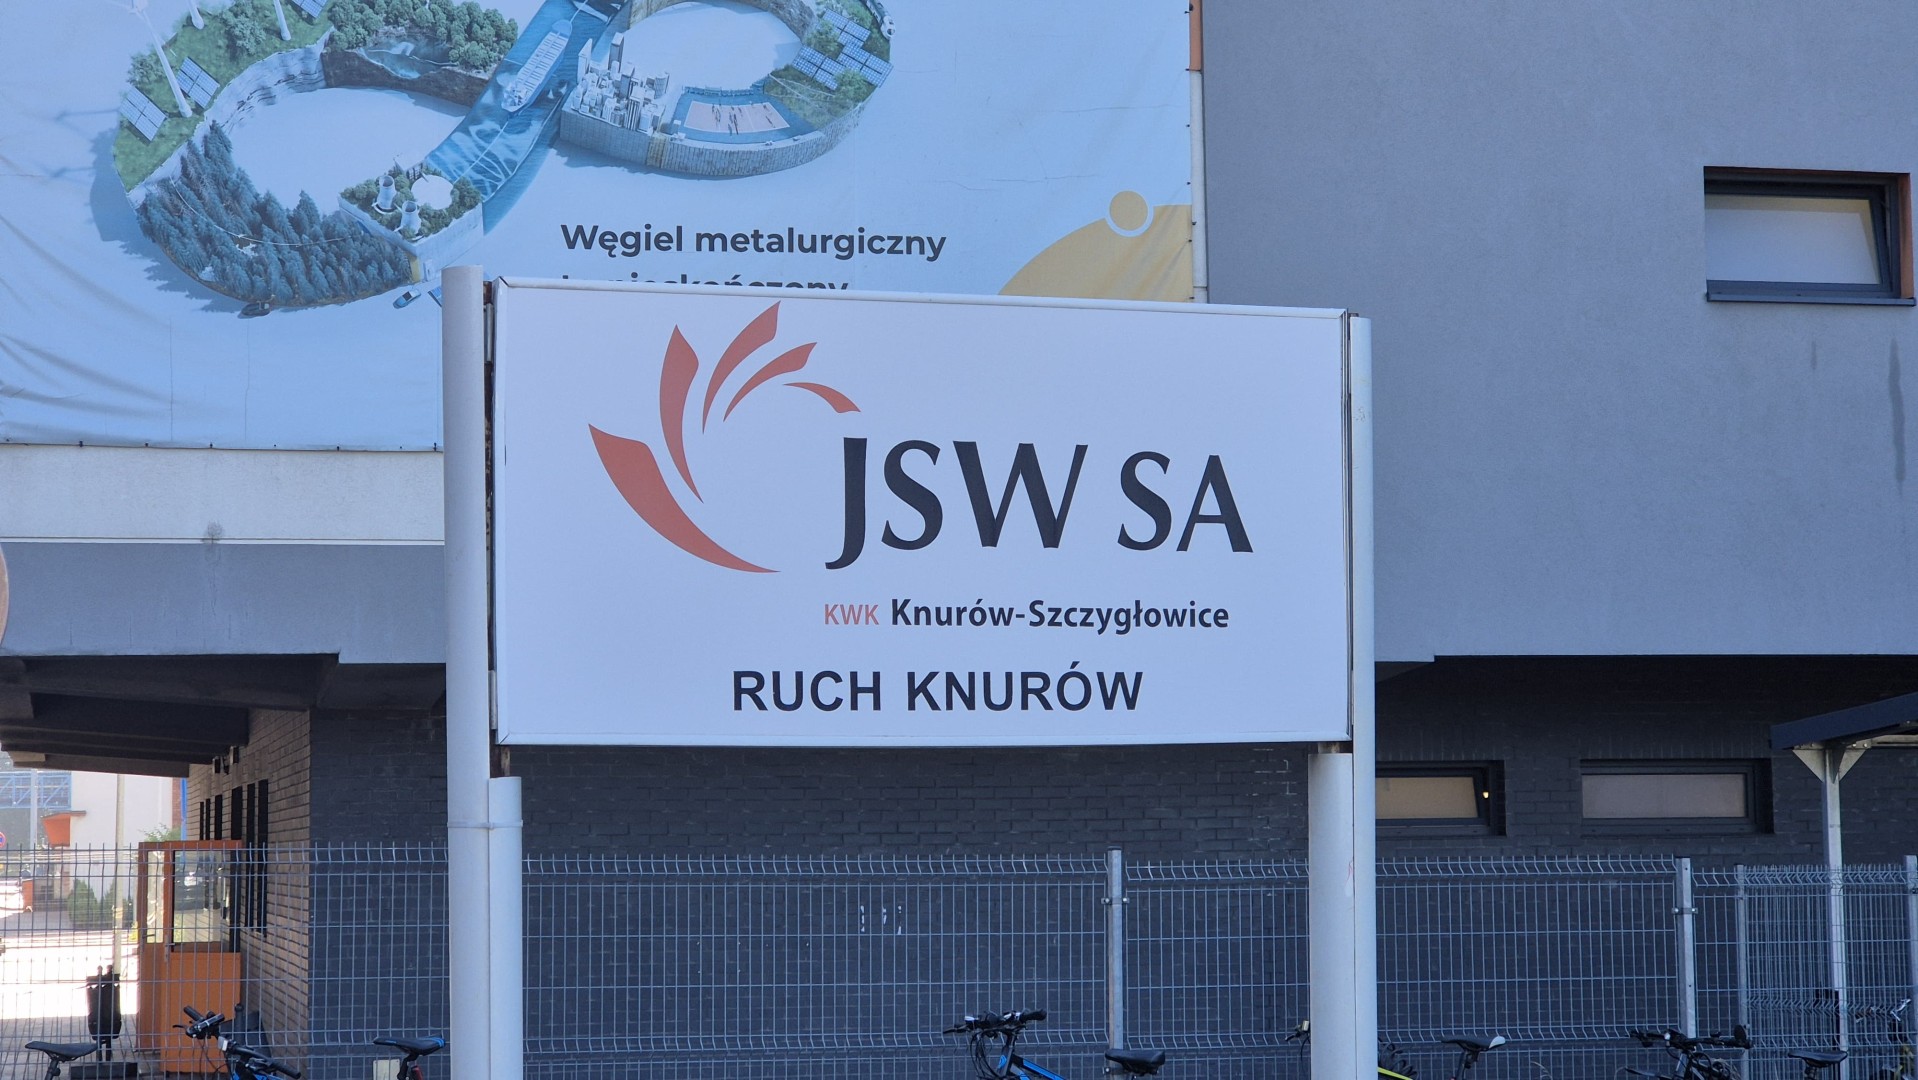 Węgiel metalurgiczny
JSW SA
KWK Knurów-Szczygłowice
RUCH KNURÓW